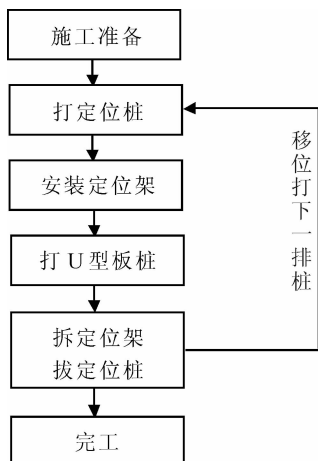 施工准备
打定位桩
安装定位架
打U型板桩
拆定位架
拔定位桩
完工
移位打下一排桩